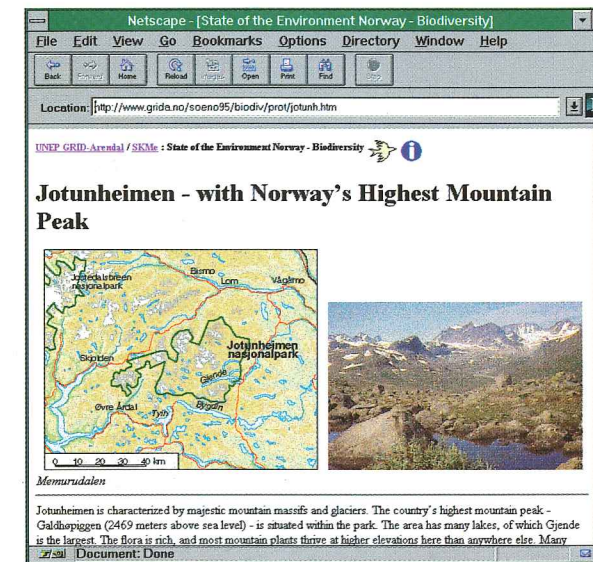 Netscape - [State of the Environment Norway - Biodiversity]
File Edit View Go Bookmarks Options Directory Window Help
Back Forward Home Reload Images Open Print Find Stop
Location: http://www.grida.no/soeno95/biodiv/prot/jotunh.htm
UNEP GRID-Arendal / SKMe : State of the Environment Norway - Biodiversity
Jotunheimen - with Norway's Highest Mountain
Peak
Jostedalsbreen
nasjonalpark
Bismo
Lom
Vågåmo
Jotunheimen
nasjonalpark
Skjolden
Gjende
Øvre Årdal
Tyin
Bygdin
0 10 20 30 40 km
Memurudalen
Jotunheimen is characterized by majestic mountain massifs and glaciers. The country's highest mountain peak -
Galdhøpiggen (2469 meters above sea level) - is situated within the park. The area has many lakes, of which Gjende
is the largest. The flora is rich, and most mountain plants thrive at higher elevations here than anywhere else. Many
Document: Done